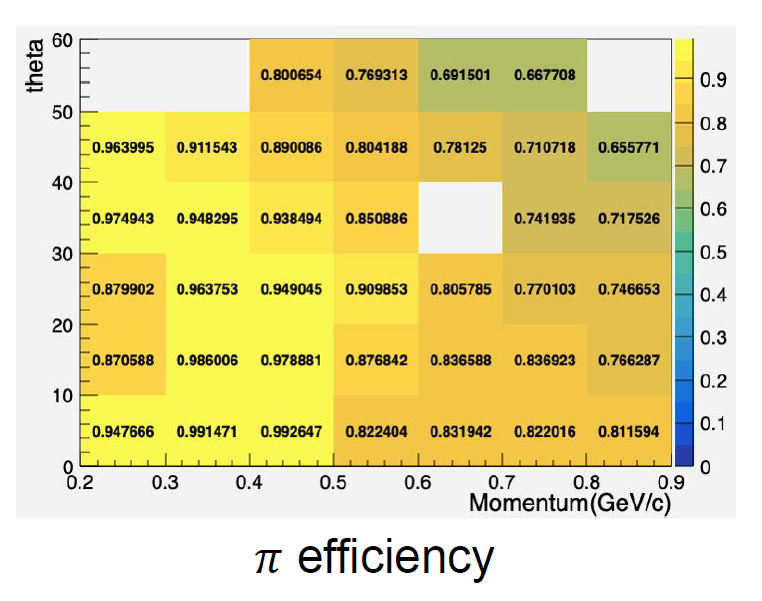 theta
60
50
40
30
20
10
0
0.800654 0.769313 0.691501 0.667708
0.963995 0.911543 0.890086 0.804188 0.78125 0.710718 0.655771
0.974943 0.948295 0.938494 0.850886 0.741935 0.717526
0.879902 0.963753 0.949045 0.909853 0.805785 0.770103 0.746653
0.870588 0.986006 0.978881 0.876842 0.836588 0.836923 0.766287
0.947666 0.991471 0.992647 0.822404 0.831942 0.822016 0.811594
0.2 0.3 0.4 0.5 0.6 0.7 0.8 0.9
Momentum(GeV/c)
0.9
0.8
0.7
0.6
0.5
0.4
0.3
0.2
0.1
0
π efficiency